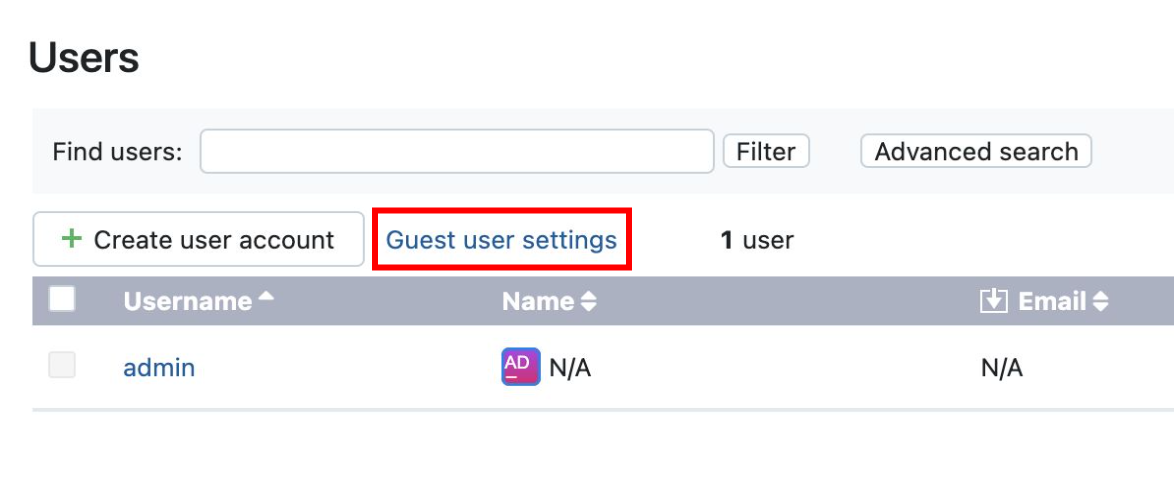 Users
Find users: Filter Advanced search
+ Create user account Guest user settings 1 user
Username Name Email
admin AD N/A N/A